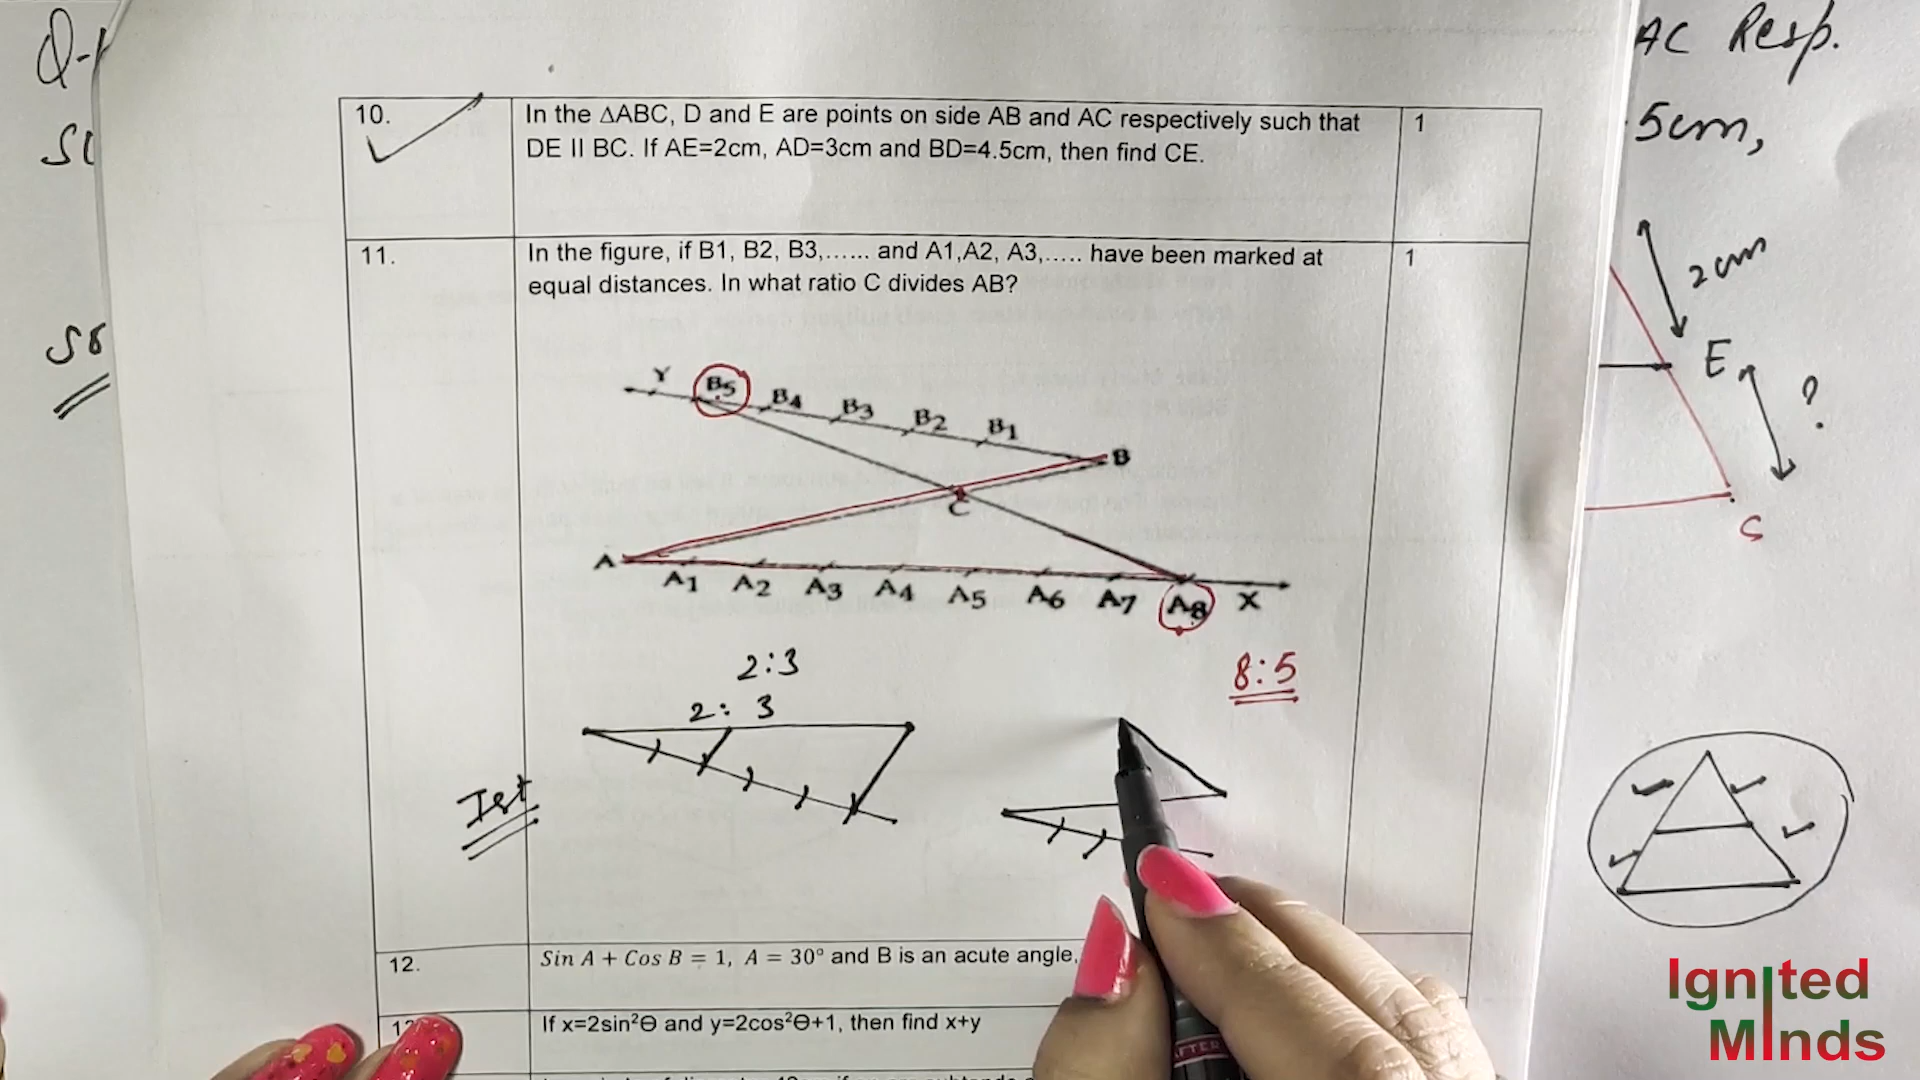 AC Resp.
5cm,
10.
In the ΔABC, D and E are points on side AB and AC respectively such that
DE II BC. If AE=2cm, AD=3cm and BD=4.5cm, then find CE.
1
11.
In the figure, if B1, B2, B3,...... and A1,A2, A3,..... have been marked at
equal distances. In what ratio C divides AB?
1
Y B5 B4 B3 B2 B1 B
C
A A1 A2 A3 A4 A5 A6 A7 A8 X
2:3
2: 3
8:5
Ist
2cm
E
?
12.
Sin A + Cos B = 1, A = 30° and B is an acute angle,
If x=2sin²Θ and y=2cos²Θ+1, then find x+y
Ignited
Minds